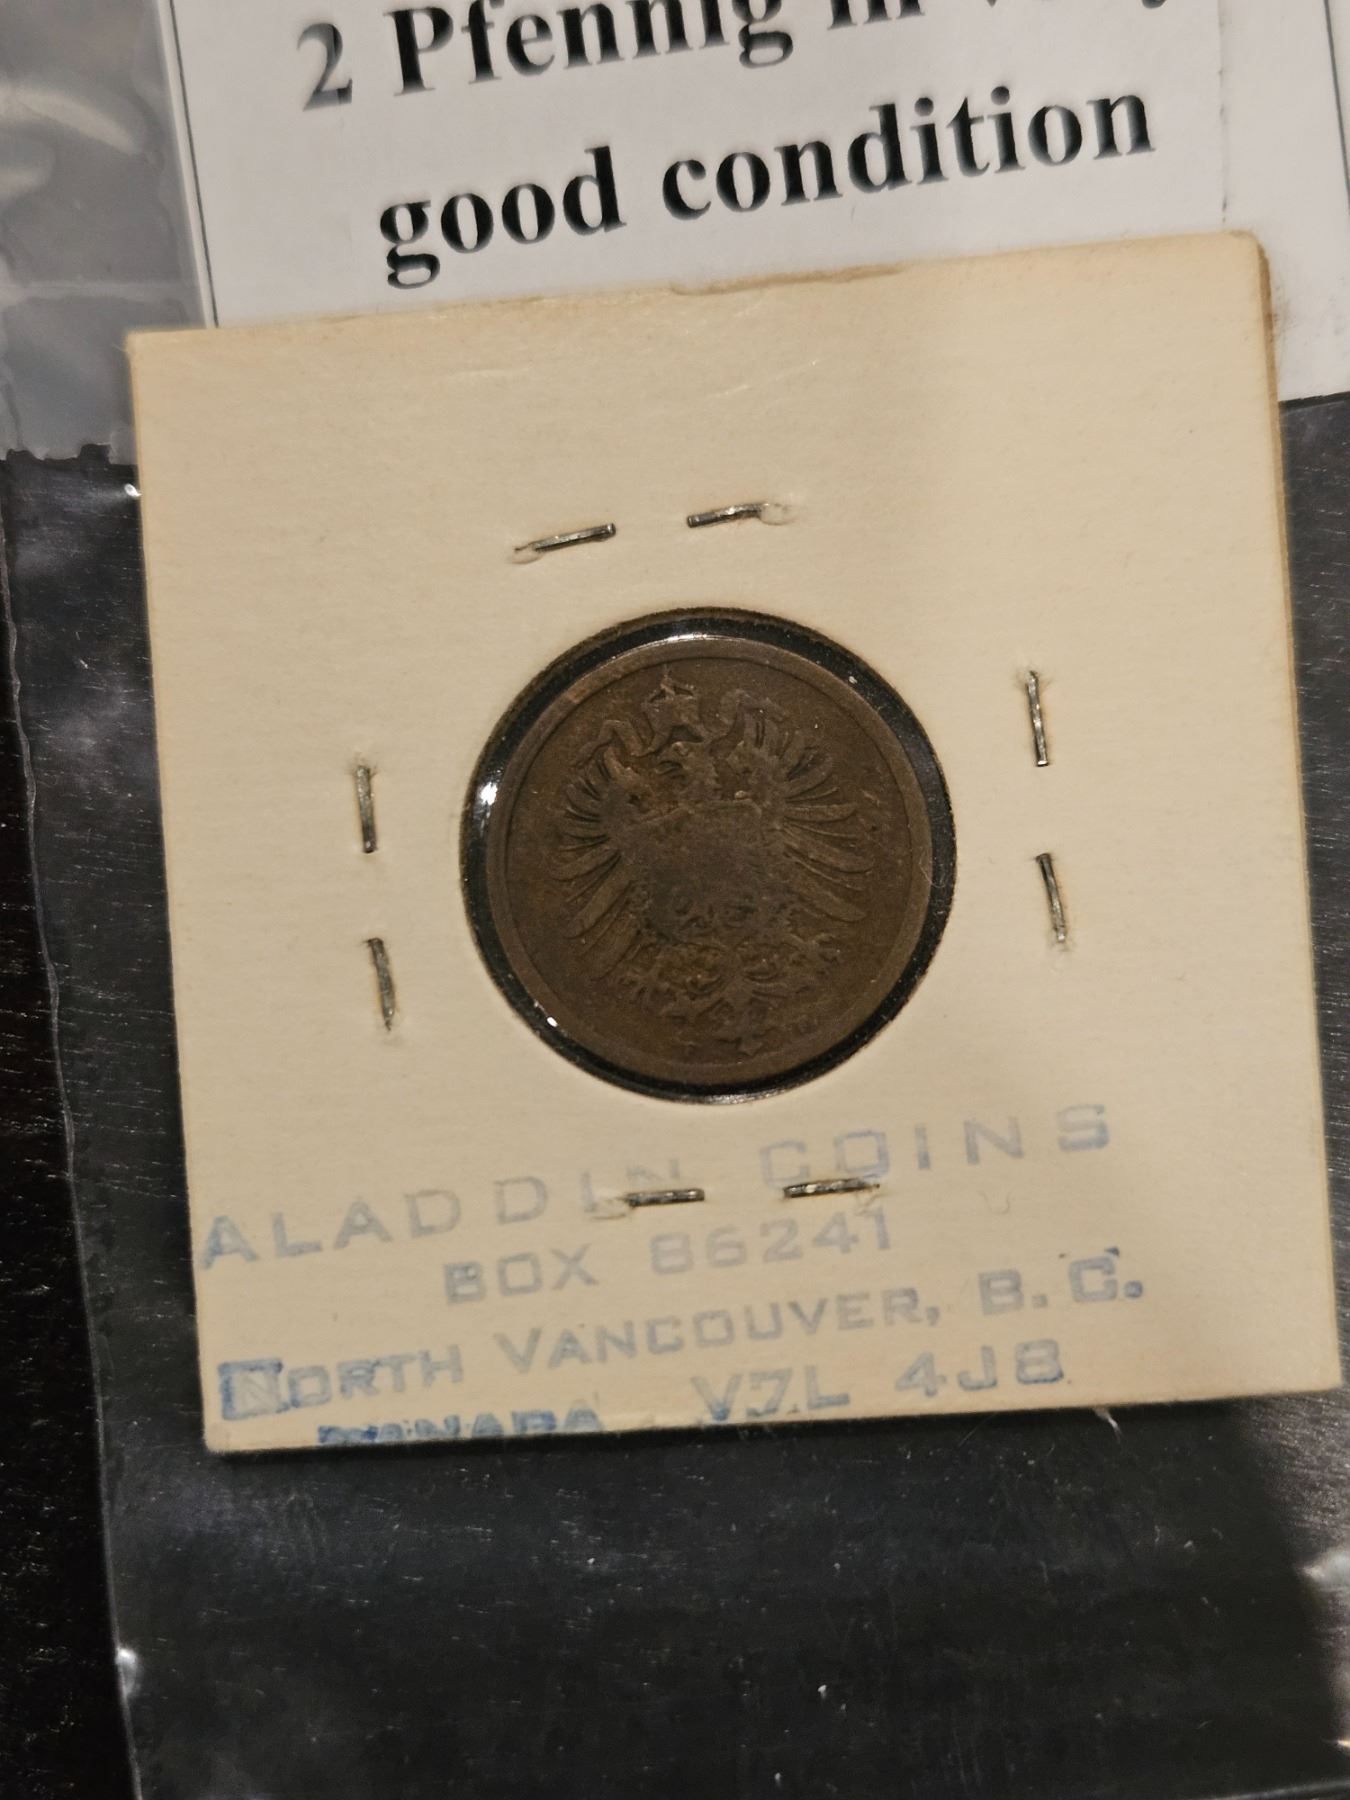 2 Pfennig in
good condition
ALADDIN COINS
BOX 86241
NORTH VANCOUVER, B.C.
V7L 4J8